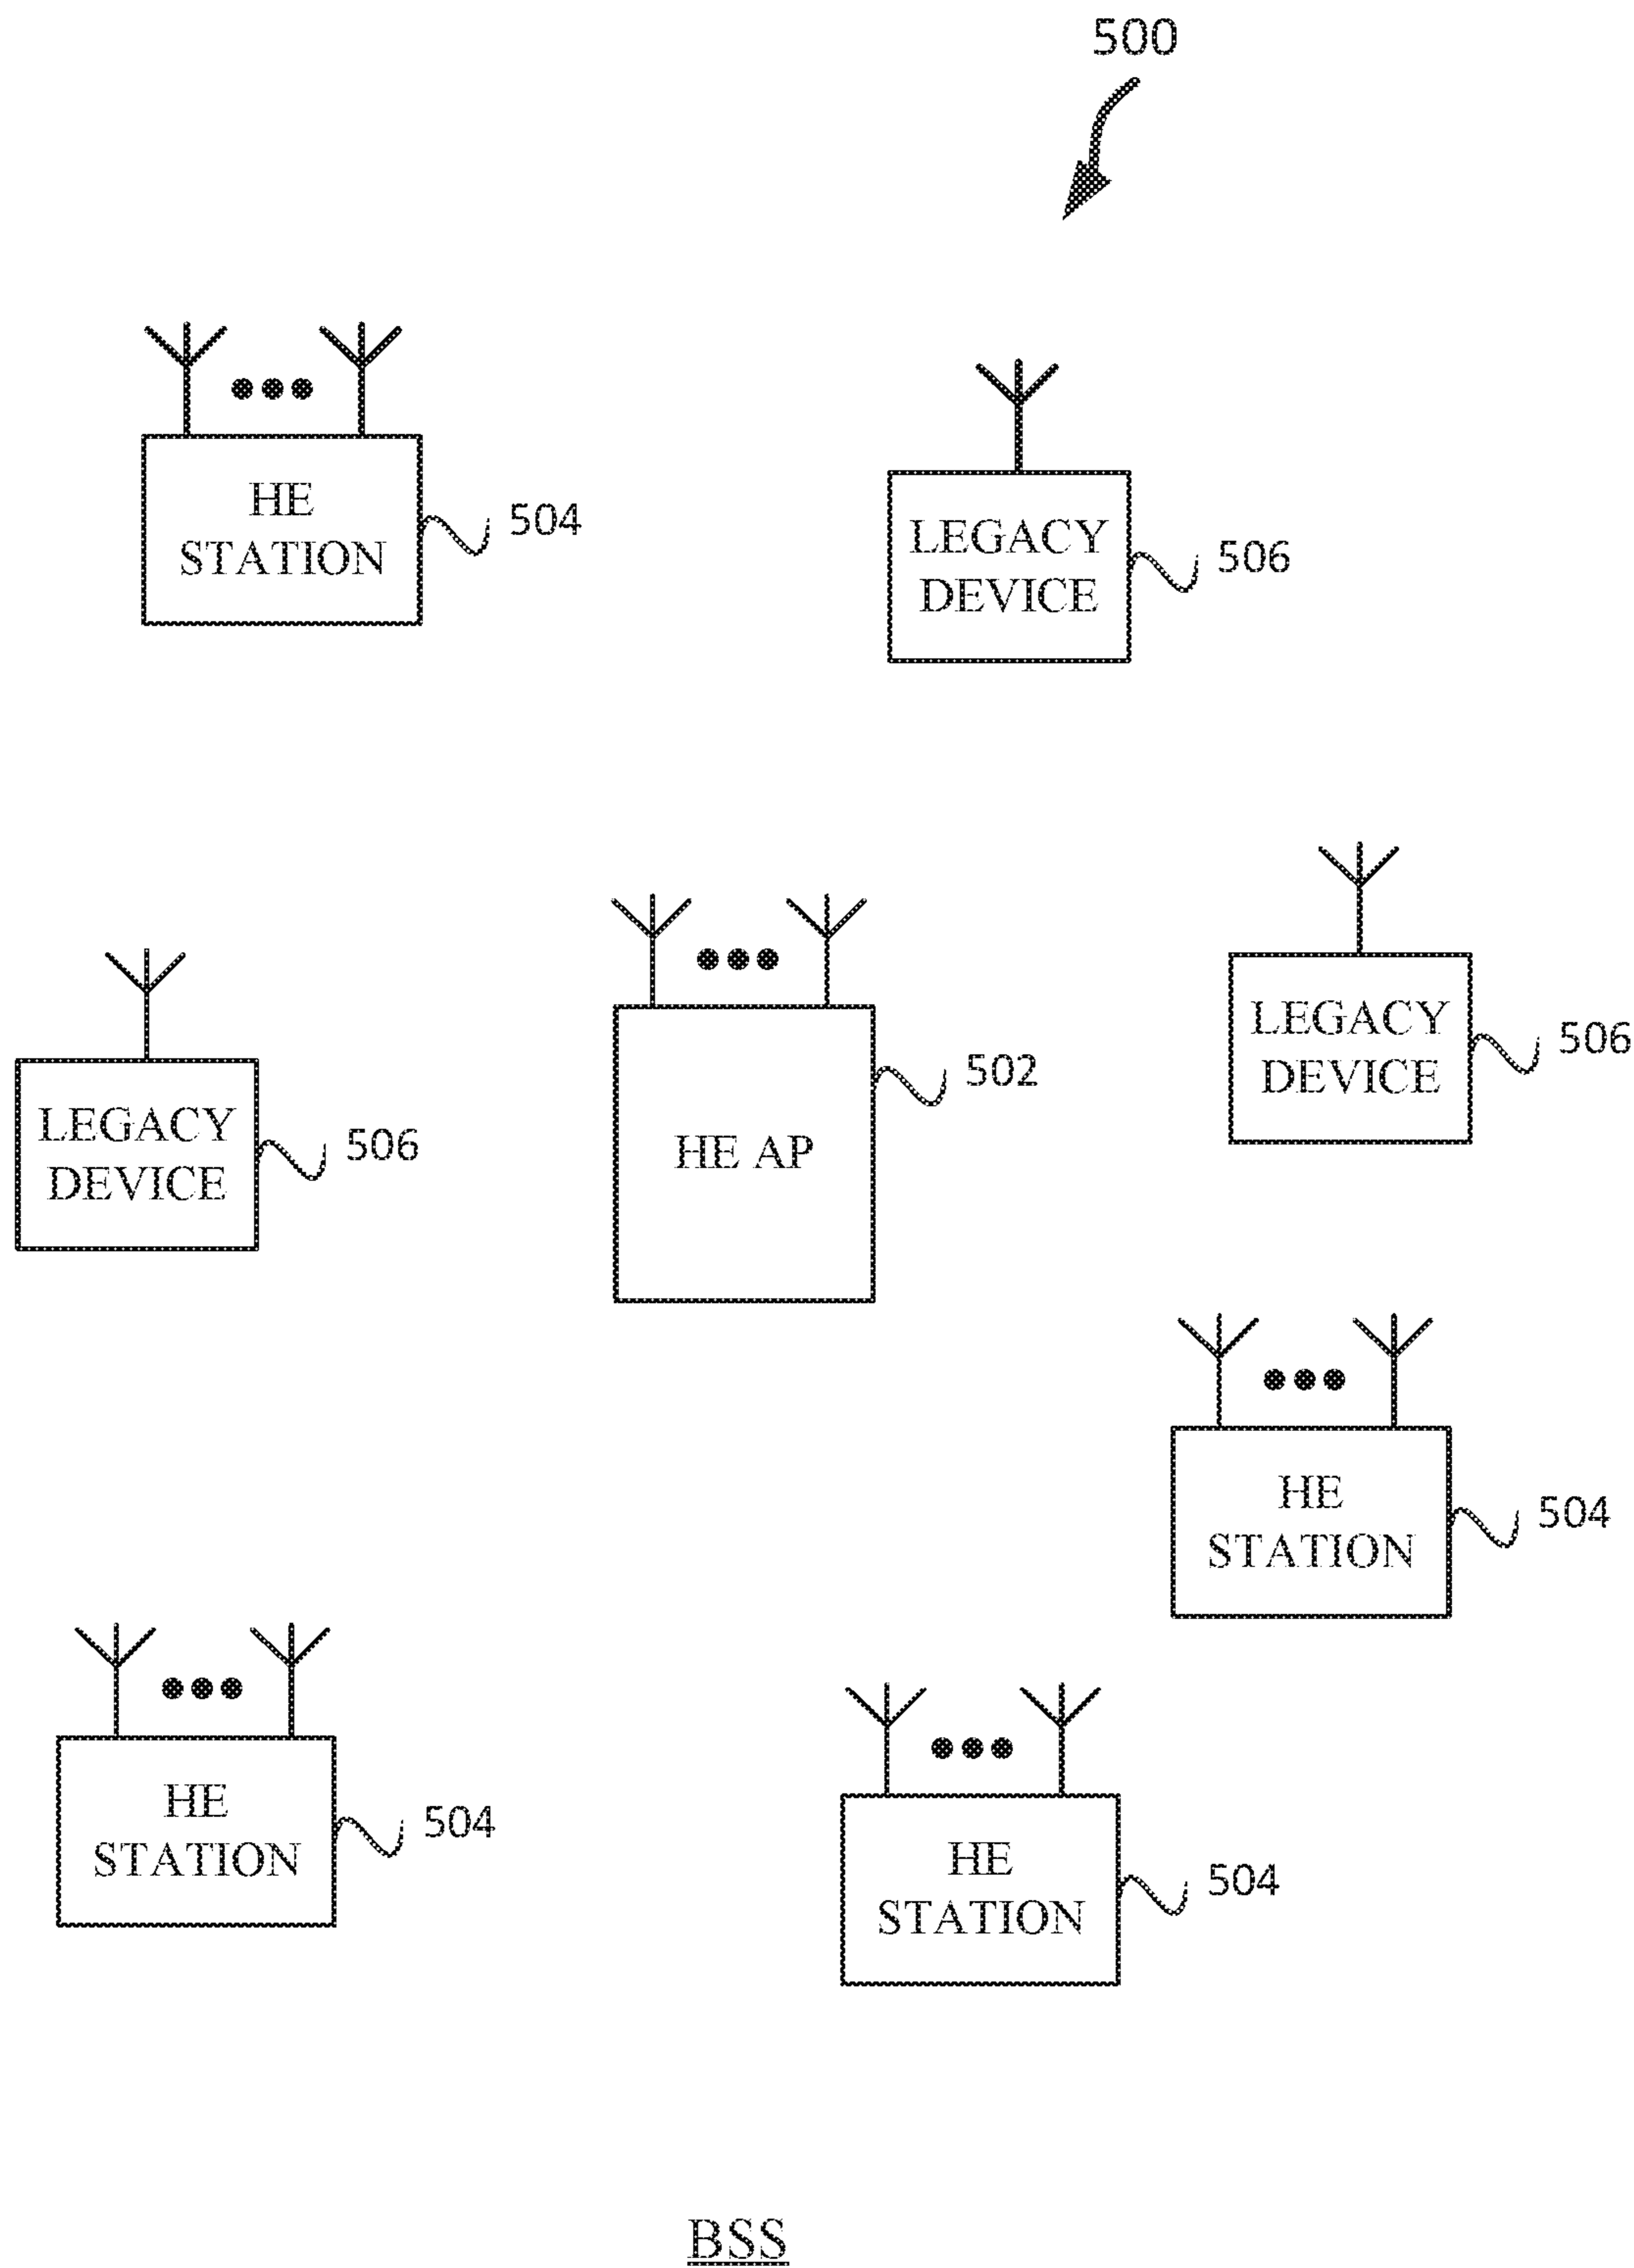 500
HE
STATION
504
LEGACY
DEVICE
506
LEGACY
DEVICE
506
HE AP
502
LEGACY
DEVICE
506
HE
STATION
504
HE
STATION
504
HE
STATION
504
BSS